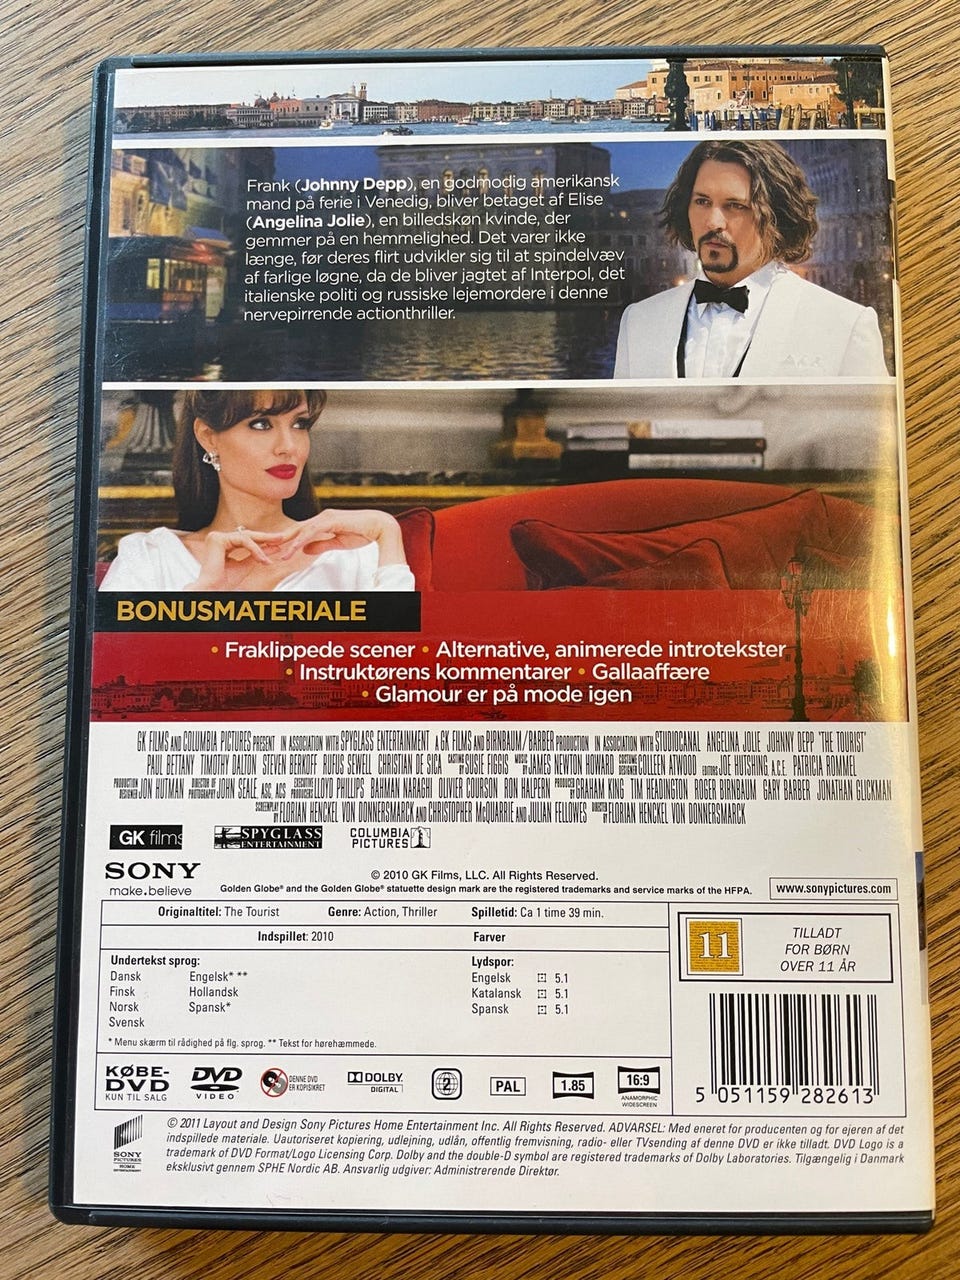 Frank (Johnny Depp), en godmodig amerikansk
mand på ferie i Venedig, bliver betaget af Elise
(Angelina Jolie), en billedskøn kvinde, der
gemmer på en hemmelighed. Det varer ikke
længe, før deres flirt udvikler sig til at spindelvæv
af farlige løgne, da de bliver jagtet af Interpol, det
italienske politi og russiske lejemordere i denne
nervepirrende actionthriller.
BONUSMATERIALE
• Fraklippede scener • Alternative, animerede introtekster
• Instruktørens kommentarer • Gallaaffære
• Glamour er på mode igen
GK FILMS AND COLUMBIA PICTURES PRESENT IN ASSOCIATION WITH SPYGLASS ENTERTAINMENT A GK FILMS AND BIRNBAUM/BARBER PRODUCTION IN ASSOCIATION WITH STUDIOCANAL ANGELINA JOLIE JOHNNY DEPP "THE TOURIST"
PAUL BETTANY TIMOTHY DALTON STEVEN BERKOFF RUFUS SEWELL CHRISTIAN DE SICA CASTING BY SUSIE FIGGIS MUSIC BY JAMES NEWTON HOWARD COSTUME DESIGNER COLLEEN ATWOOD EDITORS JOE HUTSHING, A.C.E. PATRICIA ROMMEL
PRODUCTION DESIGNER JON HUTMAN DIRECTOR OF PHOTOGRAPHY JOHN SEALE, ASC, ACS EXECUTIVE PRODUCERS LLOYD PHILLIPS BAHMAN NARAGHI OLIVIER COURSON RON HALPERN PRODUCED BY GRAHAM KING TIM HEADINGTON ROGER BIRNBAUM GARY BARBER JONATHAN GLICKMAN
SCREENPLAY BY FLORIAN HENCKEL VON DONNERSMARCK AND CHRISTOPHER McQUARRIE AND JULIAN FELLOWES DIRECTED BY FLORIAN HENCKEL VON DONNERSMARCK
GK films
SPYGLASS
ENTERTAINMENT
COLUMBIA
PICTURES
SONY
make.believe
© 2010 GK Films, LLC. All Rights Reserved.
Golden Globe® and the Golden Globe® statuette design mark are the registered trademarks and service marks of the HFPA.
www.sonypictures.com
Originaltitel: The Tourist Genre: Action, Thriller Spilletid: Ca 1 time 39 min.
Indspillet: 2010 Farver
Undertekst sprog: Lydspor:
Dansk Engelsk* ** Engelsk 5.1
Finsk Hollandsk Katalansk 5.1
Norsk Spansk* Spansk 5.1
Svensk
* Menu skærm til rådighed på flg. sprog. ** Tekst for hørehæmmede.
11
TILLADT
FOR BØRN
OVER 11 ÅR
KØBE-
DVD
KUN TIL SALG
DVD
VIDEO
DENNE DVD
ER KOPISIKRET
DOLBY
DIGITAL
2
PAL
1.85
16:9
ANAMORPHIC
WIDESCREEN
5 051159 282613
SONY
PICTURES
HOME
ENTERTAINMENT
© 2011 Layout and Design Sony Pictures Home Entertainment Inc. All Rights Reserved. ADVARSEL: Med eneret for producenten og for ejeren af det
indspillede materiale. Uautoriseret kopiering, udlejning, udlån, offentlig fremvisning, radio- eller TVsending af denne DVD er ikke tilladt. DVD Logo is a
trademark of DVD Format/Logo Licensing Corp. Dolby and the double-D symbol are registered trademarks of Dolby Laboratories. Tilgængelig i Danmark
eksklusivt gennem SPHE Nordic AB. Ansvarlig udgiver: Administrerende Direktør.